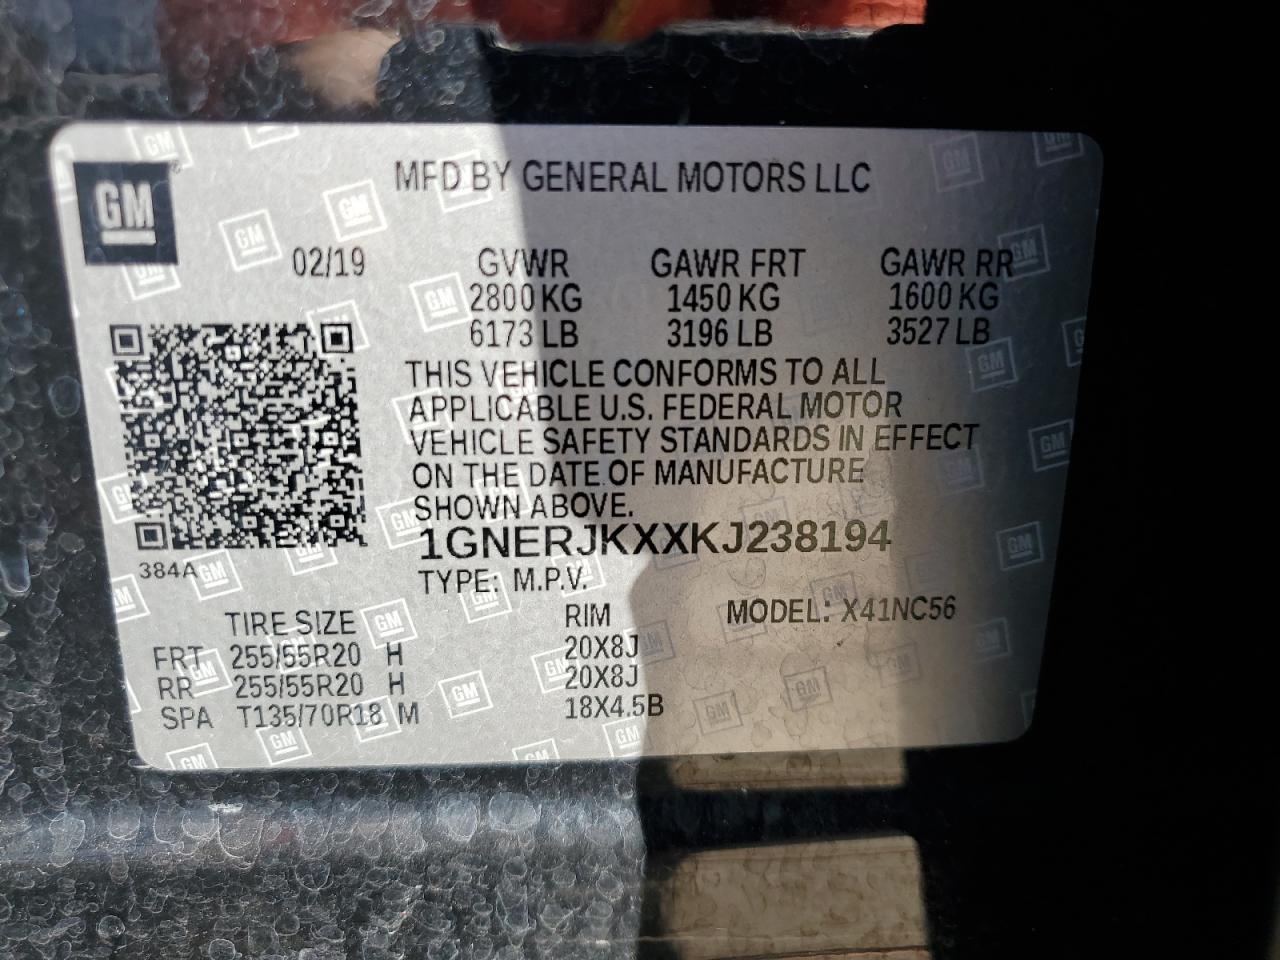 GM
MFD BY GENERAL MOTORS LLC
02/19 GVWR GAWR FRT GAWR RR
2800 KG 1450 KG 1600 KG
6173 LB 3196 LB 3527 LB
THIS VEHICLE CONFORMS TO ALL
APPLICABLE U.S. FEDERAL MOTOR
VEHICLE SAFETY STANDARDS IN EFFECT
ON THE DATE OF MANUFACTURE
SHOWN ABOVE.
1GNERJKXXKJ238194
384A
TYPE: M.P.V.
TIRE SIZE RIM MODEL: X41NC56
FRT 255/55R20 H 20X8J
RR 255/55R20 H 20X8J
SPA T135/70R18 M 18X4.5B